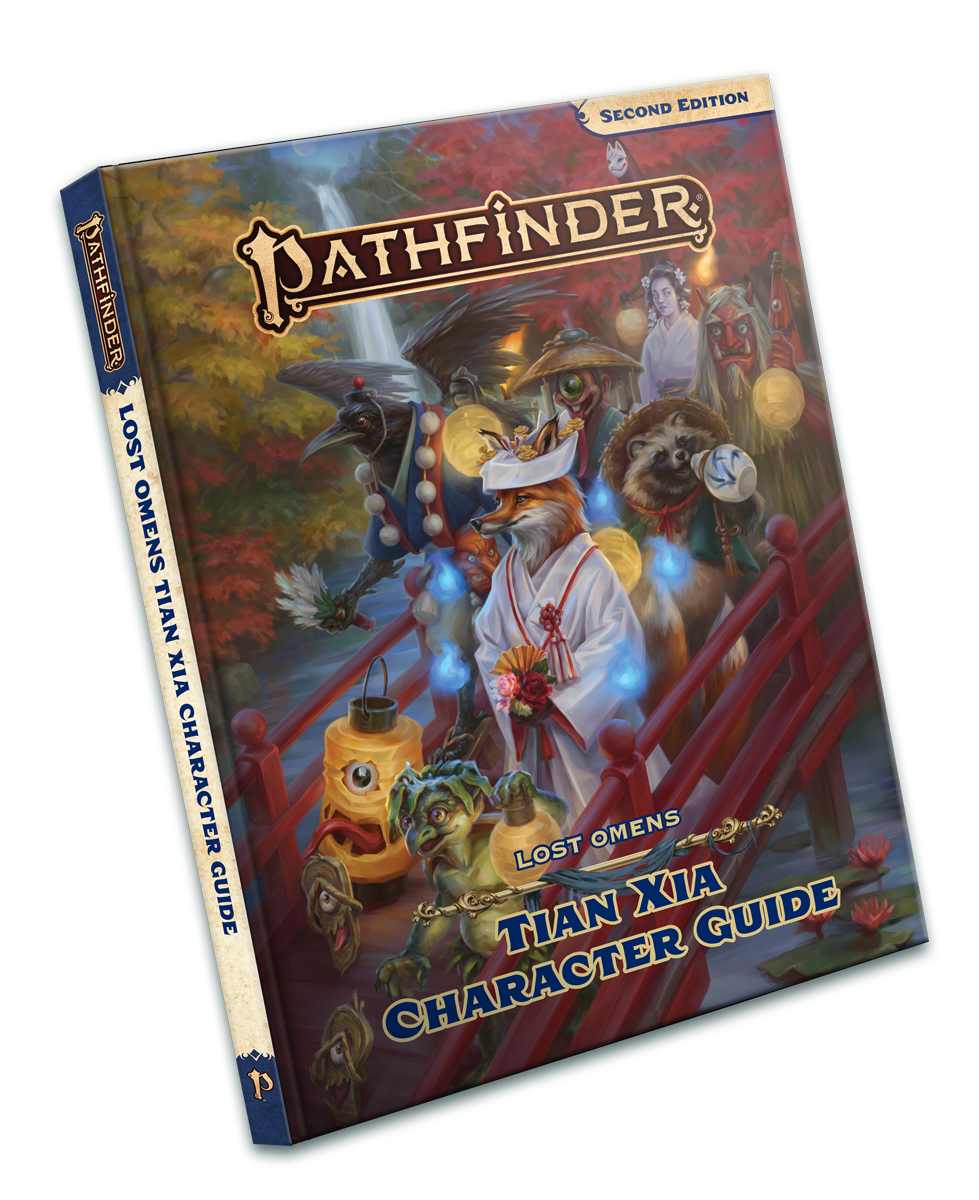 SECOND EDITION
PATHFINDER®
LOST OMENS
TIAN XIA
CHARACTER GUIDE
PATHFINDER
LOST OMENS TIAN XIA CHARACTER GUIDE
P